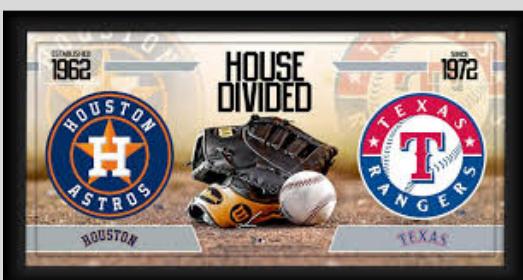 ESTABLISHED
1962
HOUSE
DIVIDED
SINCE
1972
HOUSTON
H
ASTROS
TEXAS
T
RANGERS
HOUSTON
TEXAS